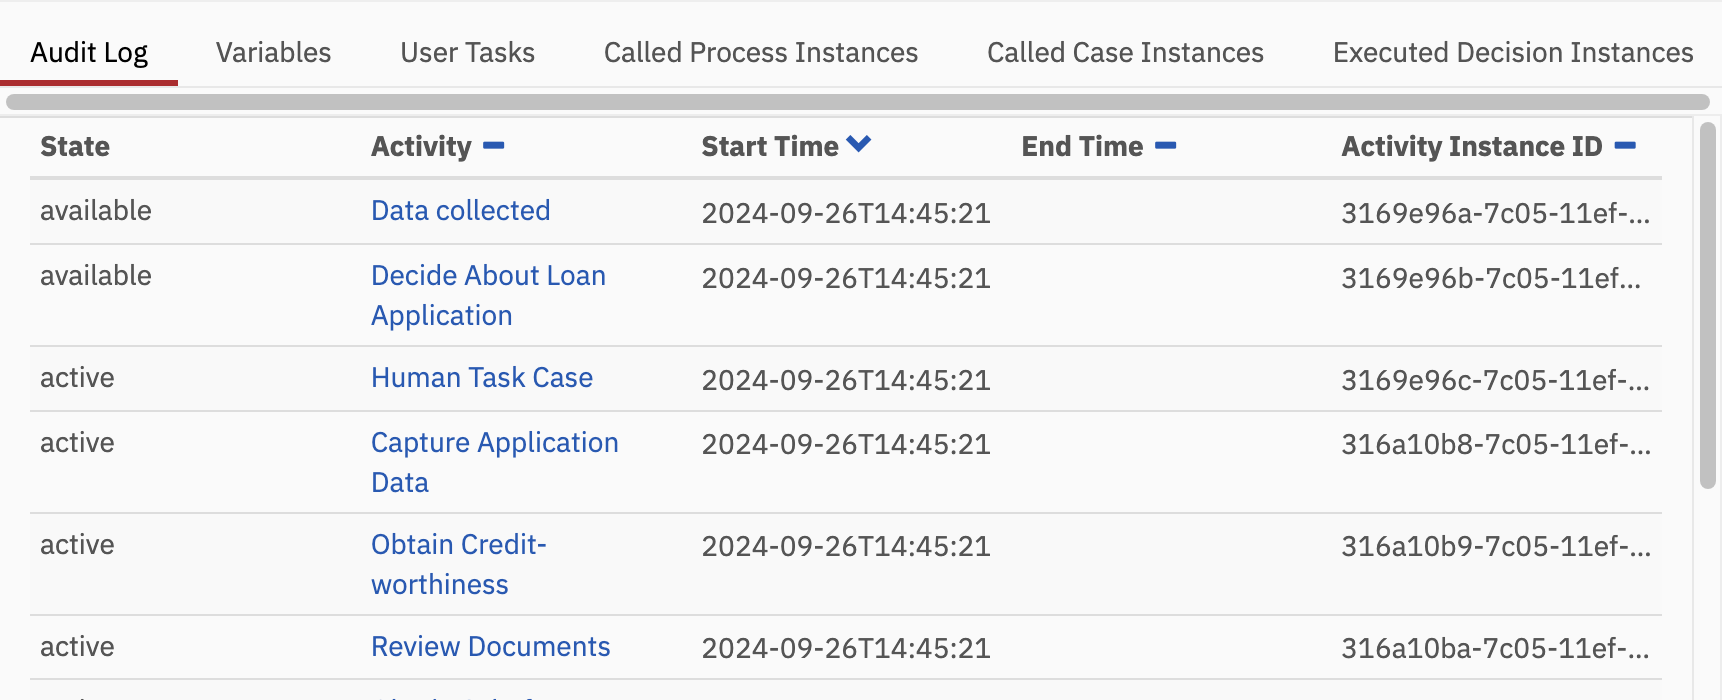 Audit Log Variables User Tasks Called Process Instances Called Case Instances Executed Decision Instances
State Activity Start Time End Time Activity Instance ID
available Data collected 2024-09-26T14:45:21 3169e96a-7c05-11ef-...
available Decide About Loan 2024-09-26T14:45:21 3169e96b-7c05-11ef...
Application
active Human Task Case 2024-09-26T14:45:21 3169e96c-7c05-11ef-...
active Capture Application 2024-09-26T14:45:21 316a10b8-7c05-11ef-...
Data
active Obtain Credit- 2024-09-26T14:45:21 316a10b9-7c05-11ef-...
worthiness
active Review Documents 2024-09-26T14:45:21 316a10ba-7c05-11ef-...